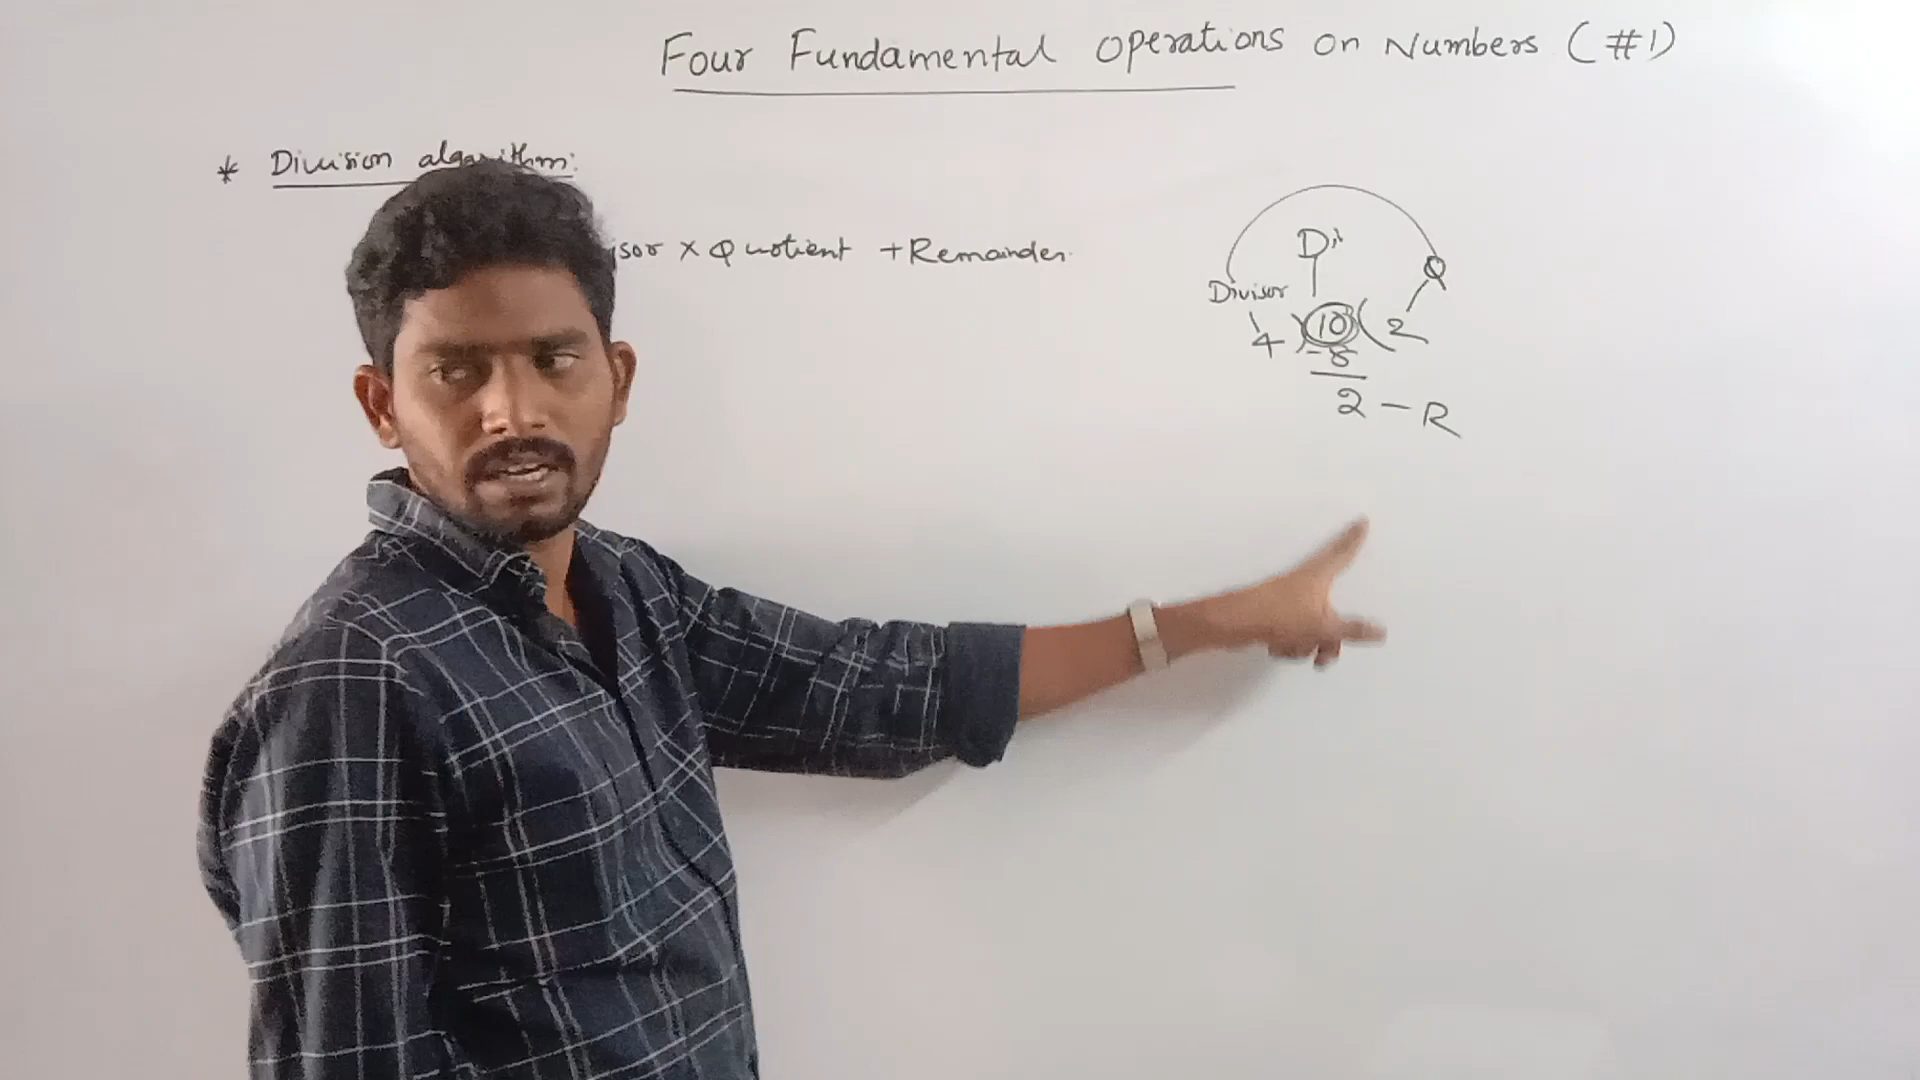 Four Fundamental Operations on Numbers (#1)
* Division algorithm:
isor x Quotient + Remainder.
Di
Q
Divisor
4 ) 10 ( 2
- 8
2 - R